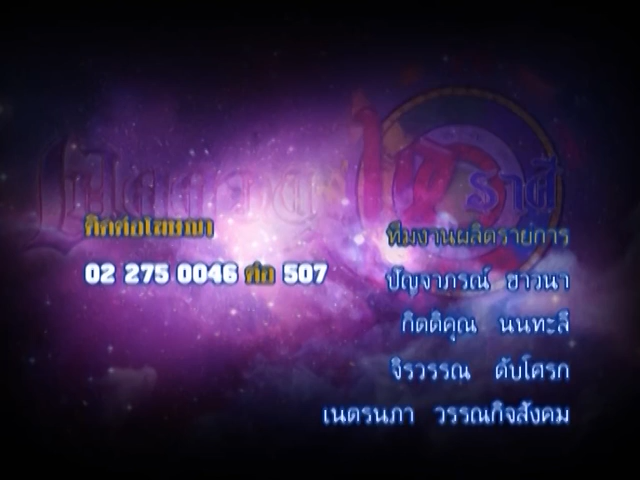 ติดต่อโฆษณา
02 275 0046 ต่อ 507
ราศี
ทีมงานผลิตรายการ
ปัญจาภรณ์ ฮาวนา
กิตติคุณ นนทะลี
จิรวรรณ ดับโศรก
เนตรนภา วรรณกิจสังคม